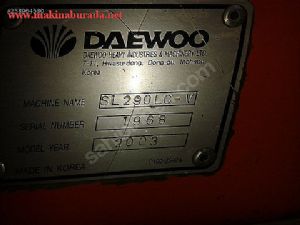 www.makinaburada.net
DAEWOO
DAEWOO HEAVY INDUSTRIES & MACHINERY LTD.
Korea
MACHINE NAME SL290LC-V
SERIAL NUMBER 1968
MODEL YEAR 2003
MADE IN KOREA